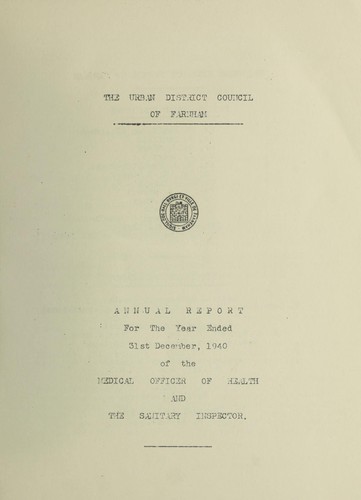 THE URBAN DISTRICT COUNCIL
OF FARNHAM
ANNUAL REPORT
For The Year Ended
31st December, 1940
of the
MEDICAL OFFICER OF HEALTH
AND
THE SANITARY INSPECTOR.